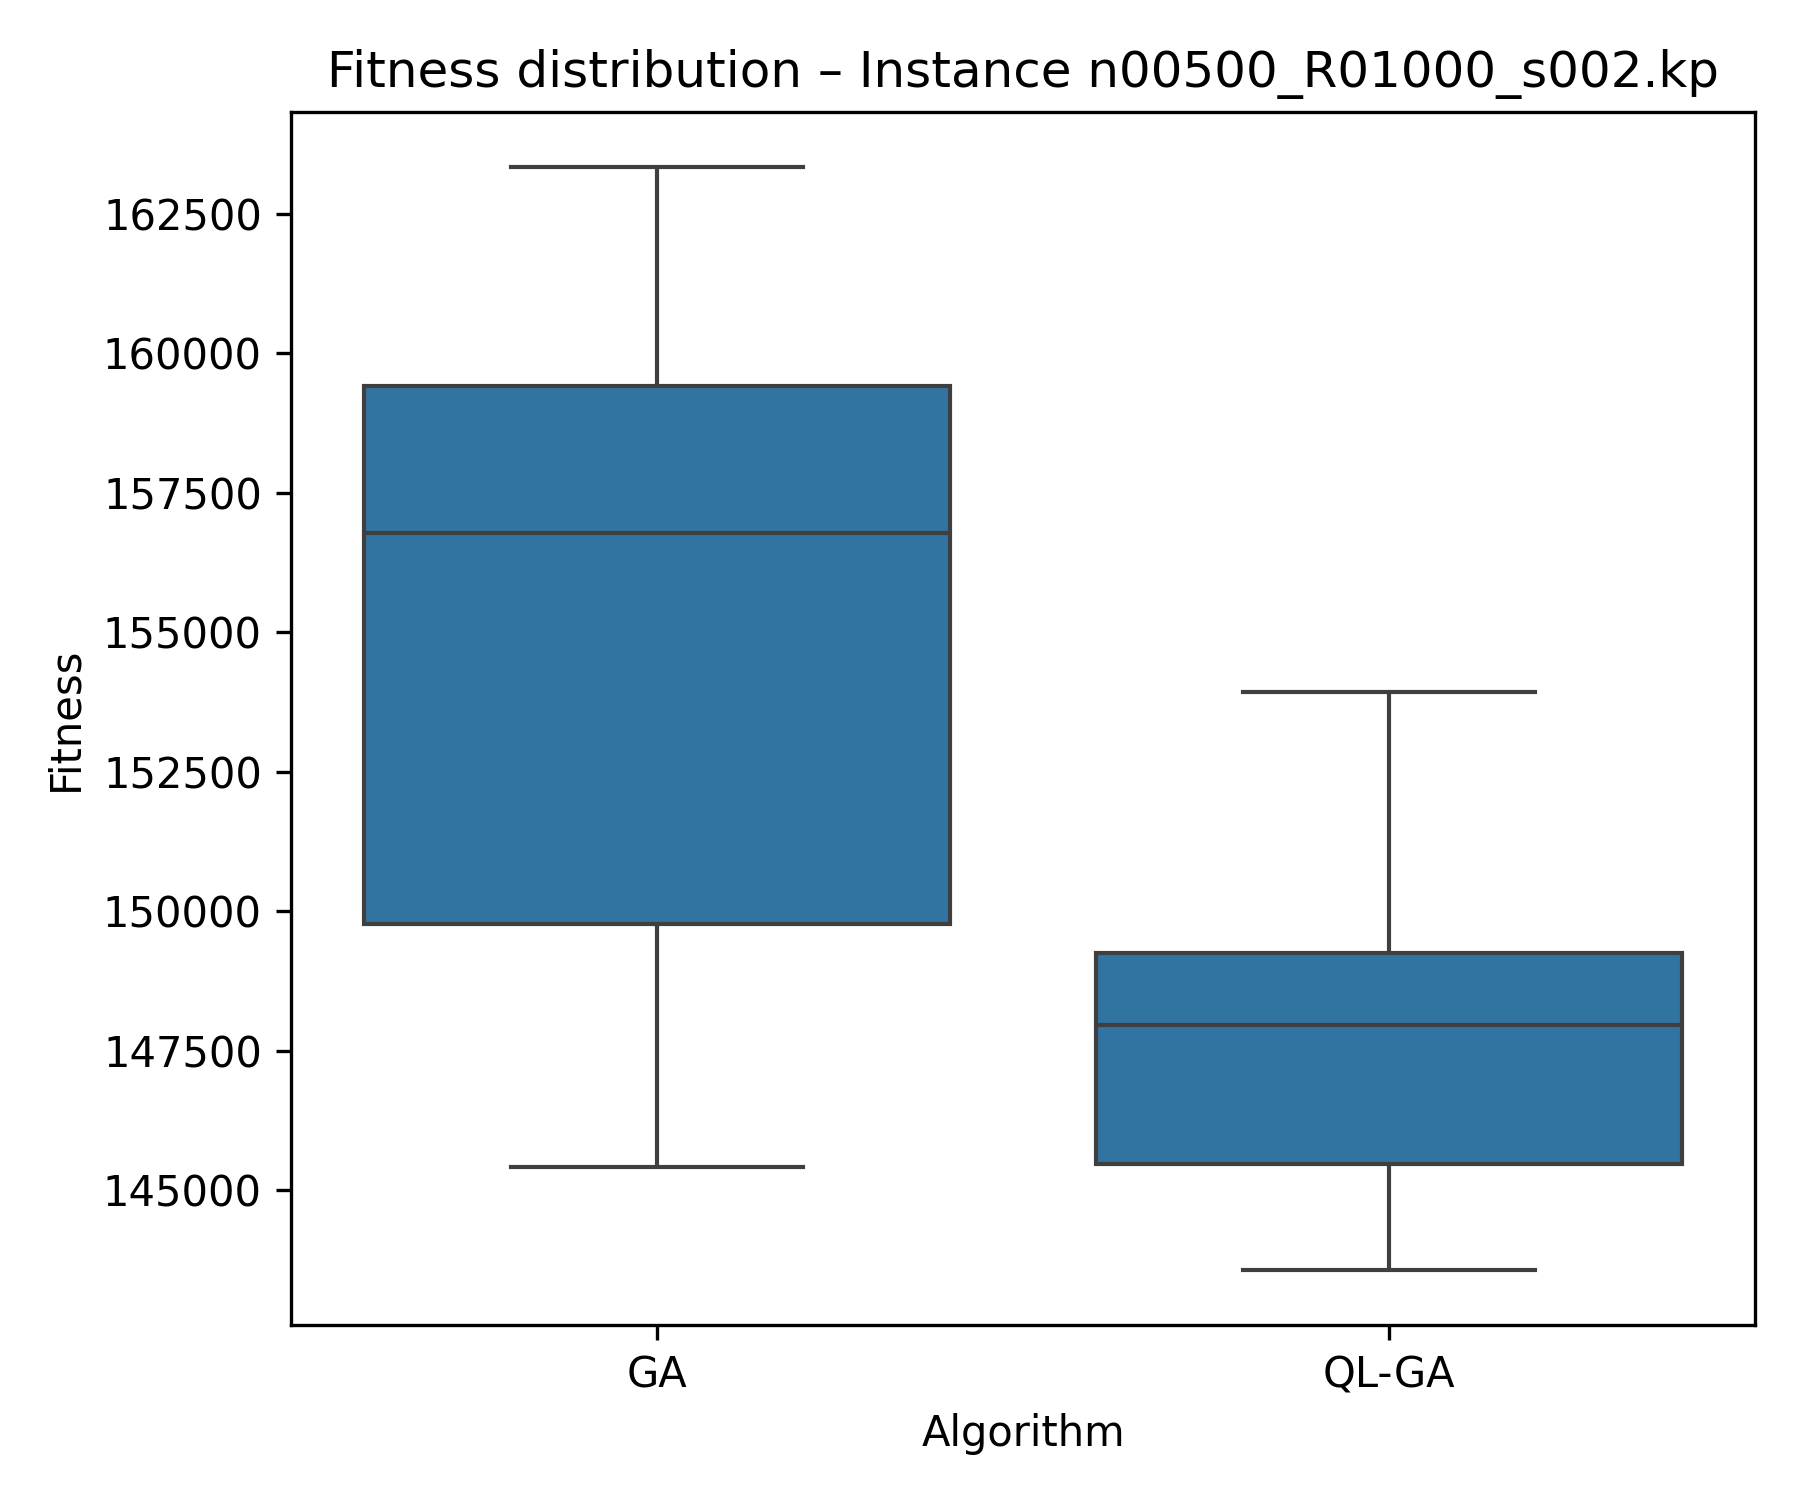 Fitness distribution – Instance n00500_R01000_s002.kp
Fitness
162500
160000
157500
155000
152500
150000
147500
145000
GA
QL-GA
Algorithm